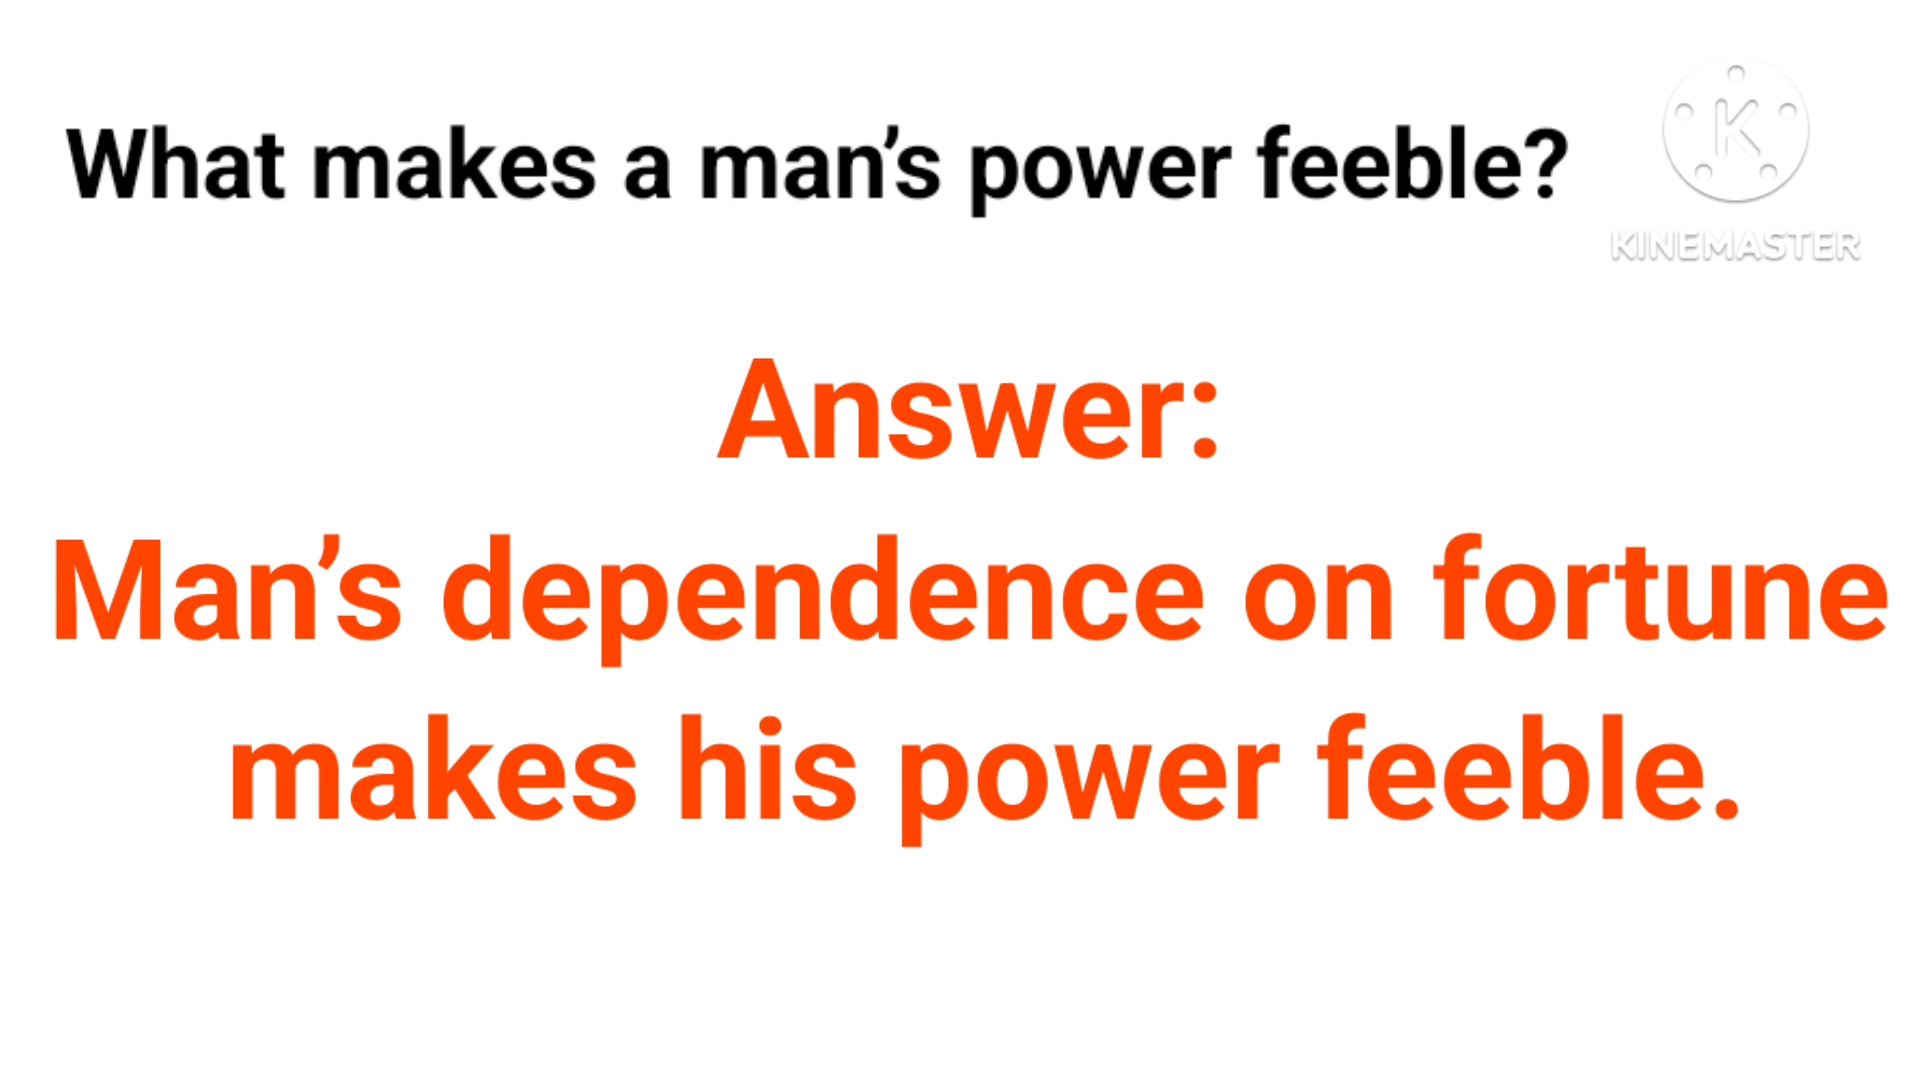 What makes a man’s power feeble?
K
KINEMASTER
Answer:
Man’s dependence on fortune
makes his power feeble.